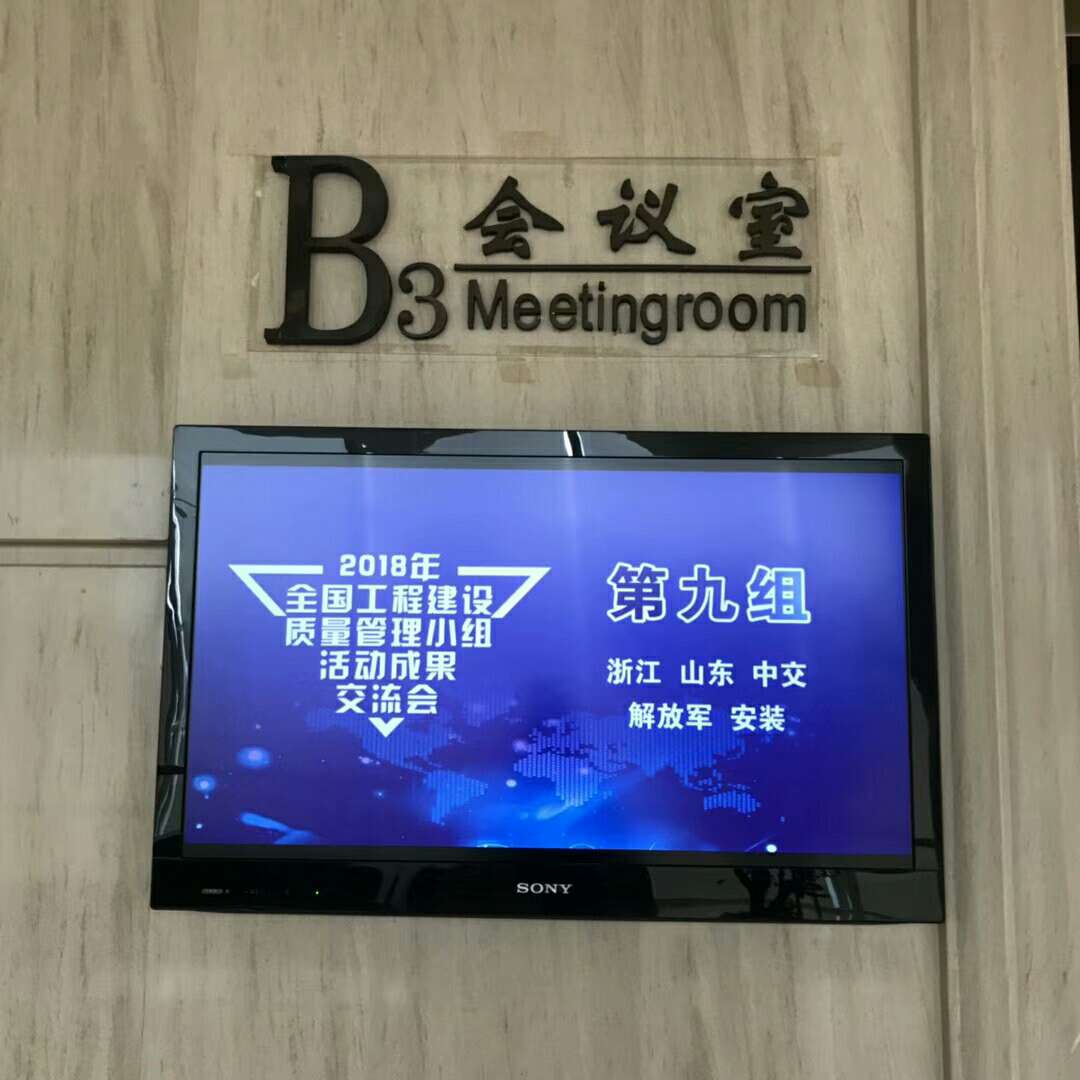 B3 会议室
Meetingroom
2018年
全国工程建设
质量管理小组
活动成果
交流会
第九组
浙江 山东 中交
解放军 安装
SONY